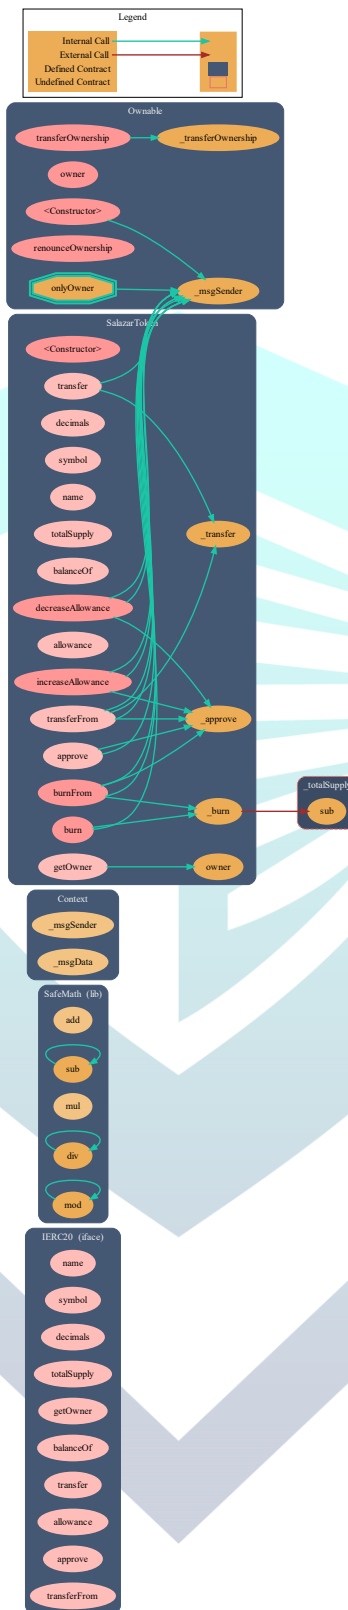 Legend
Internal Call
External Call
Defined Contract
Undefined Contract
Ownable
transferOwnership
_transferOwnership
owner
<Constructor>
renounceOwnership
onlyOwner
_msgSender
SalazarToken
<Constructor>
transfer
decimals
symbol
name
totalSupply
_transfer
balanceOf
decreaseAllowance
allowance
increaseAllowance
transferFrom
_approve
approve
burnFrom
_totalSupply
_burn
sub
burn
getOwner
owner
Context
_msgSender
_msgData
SafeMath (lib)
add
sub
mul
div
mod
IERC20 (iface)
name
symbol
decimals
totalSupply
getOwner
balanceOf
transfer
allowance
approve
transferFrom